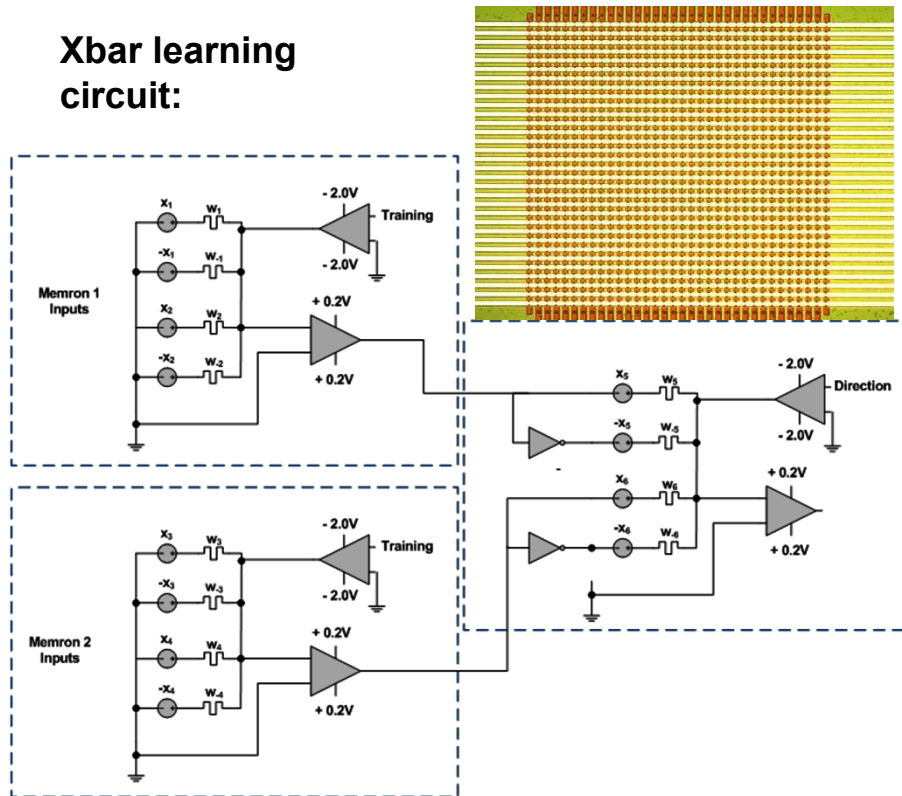 Xbar learning
circuit:
Memron 1
Inputs
x1
w1
-x1
w-1
x2
w2
-x2
w-2
- 2.0V
Training
- 2.0V
+ 0.2V
+ 0.2V
Memron 2
Inputs
x3
w3
-x3
w-3
x4
w4
-x4
w-4
- 2.0V
Training
- 2.0V
+ 0.2V
+ 0.2V
x5
w5
-x5
w-5
-
x6
w6
-x6
w-6
- 2.0V
Direction
- 2.0V
+ 0.2V
+ 0.2V